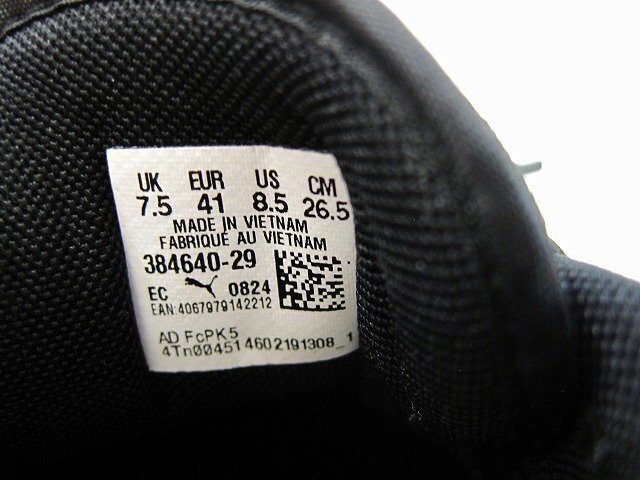 UK EUR US CM
7.5 41 8.5 26.5
MADE IN VIETNAM
FABRIQUE AU VIETNAM
384640-29
EC 0824
EAN:4067979142212
AD FcPK5
4Tn004514602191308_1